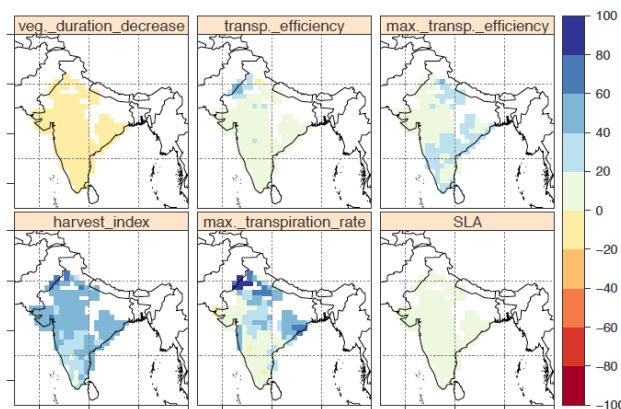 veg._duration_decrease
transp._efficiency
max._transp._efficiency
harvest_index
max._transpiration_rate
SLA
100
80
60
40
20
0
−20
−40
−60
−80
−100